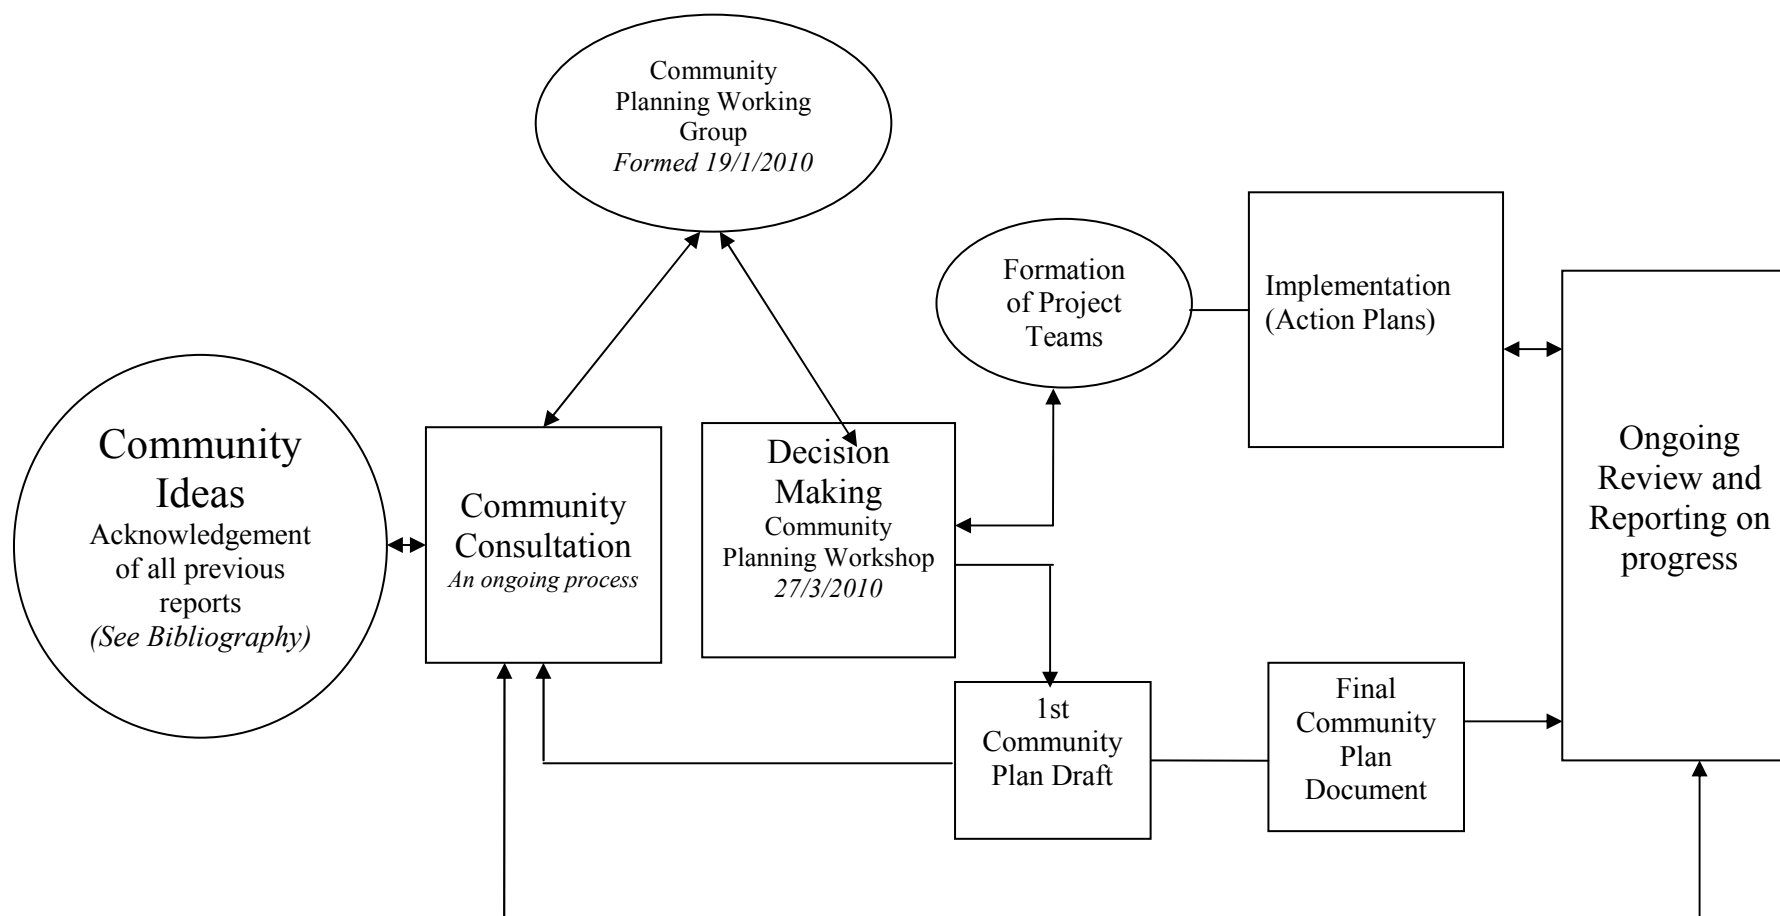 Community
Planning Working
Group
Formed 19/1/2010
Formation
of Project
Teams
Implementation
(Action Plans)
Community
Ideas
Acknowledgement
of all previous
reports
(See Bibliography)
Community
Consultation
An ongoing process
Decision
Making
Community
Planning Workshop
27/3/2010
Ongoing
Review and
Reporting on
progress
1st
Community
Plan Draft
Final
Community
Plan
Document